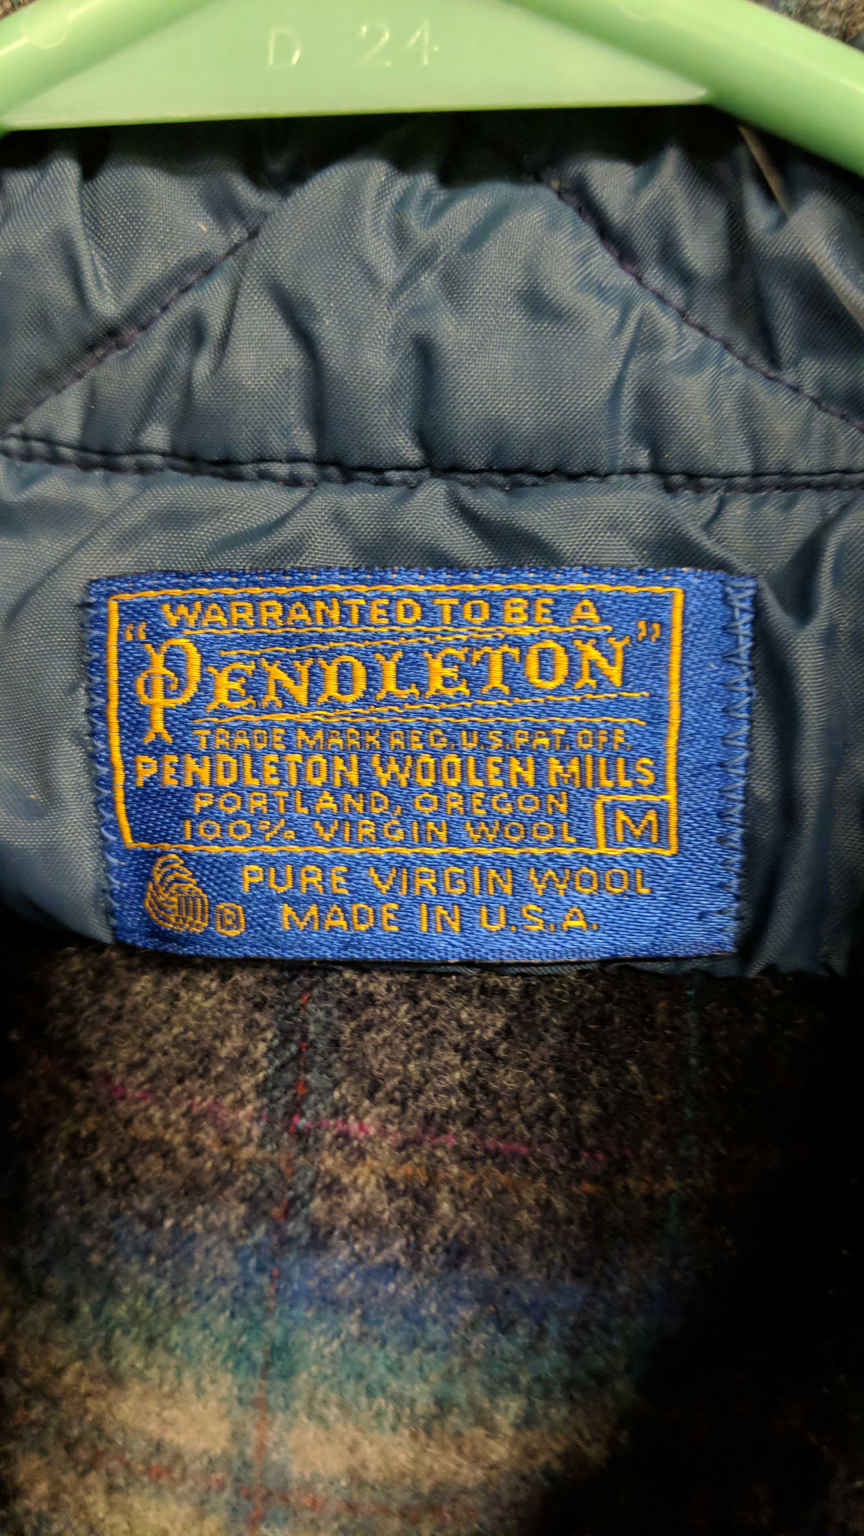 D 24
WARRANTED TO BE A
"PENDLETON"
TRADE MARK REG. U.S. PAT. OFF.
PENDLETON WOOLEN MILLS
PORTLAND, OREGON
100% VIRGIN WOOL M
PURE VIRGIN WOOL
® MADE IN U.S.A.